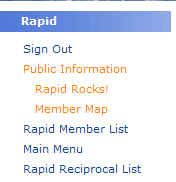 Rapid
Sign Out
Public Information
Rapid Rocks!
Member Map
Rapid Member List
Main Menu
Rapid Reciprocal List